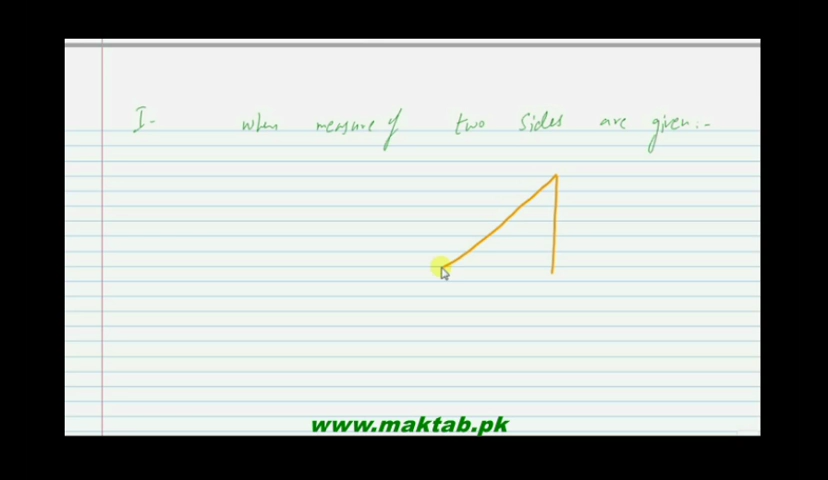 I- when measure of two sides are given:-
www.maktab.pk